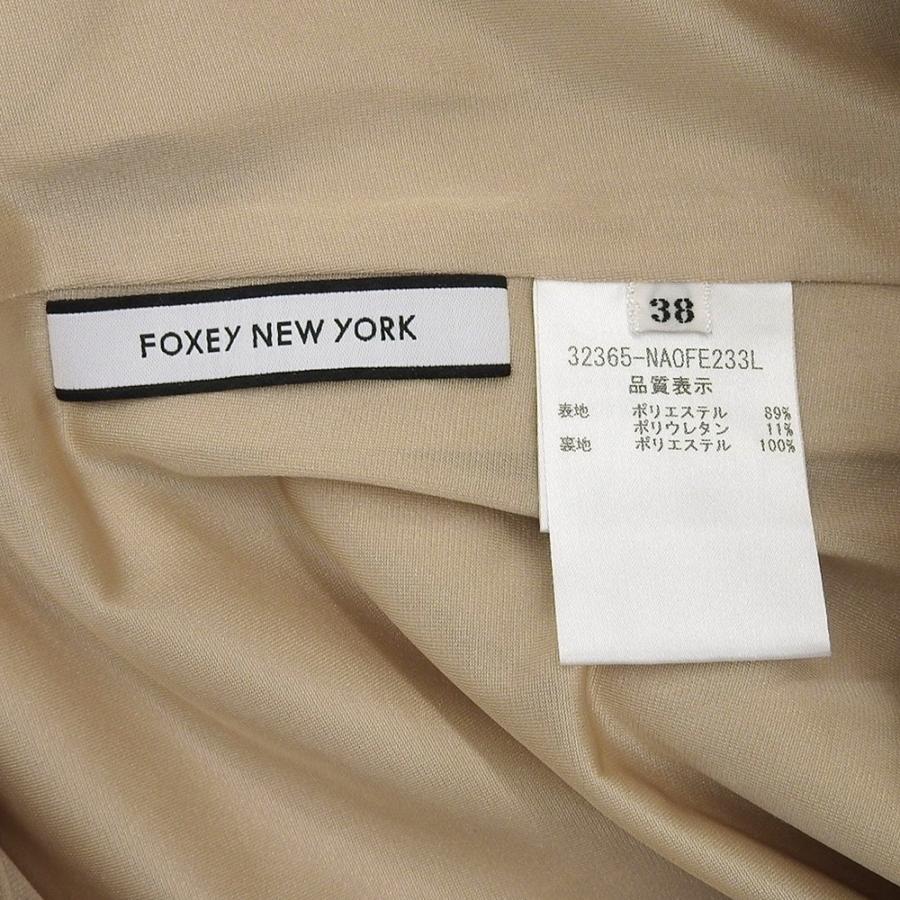 FOXEY NEW YORK
38
32365-NAOFE233L
品質表示
表地 ポリエステル 89%
ポリウレタン 11%
裏地 ポリエステル 100%